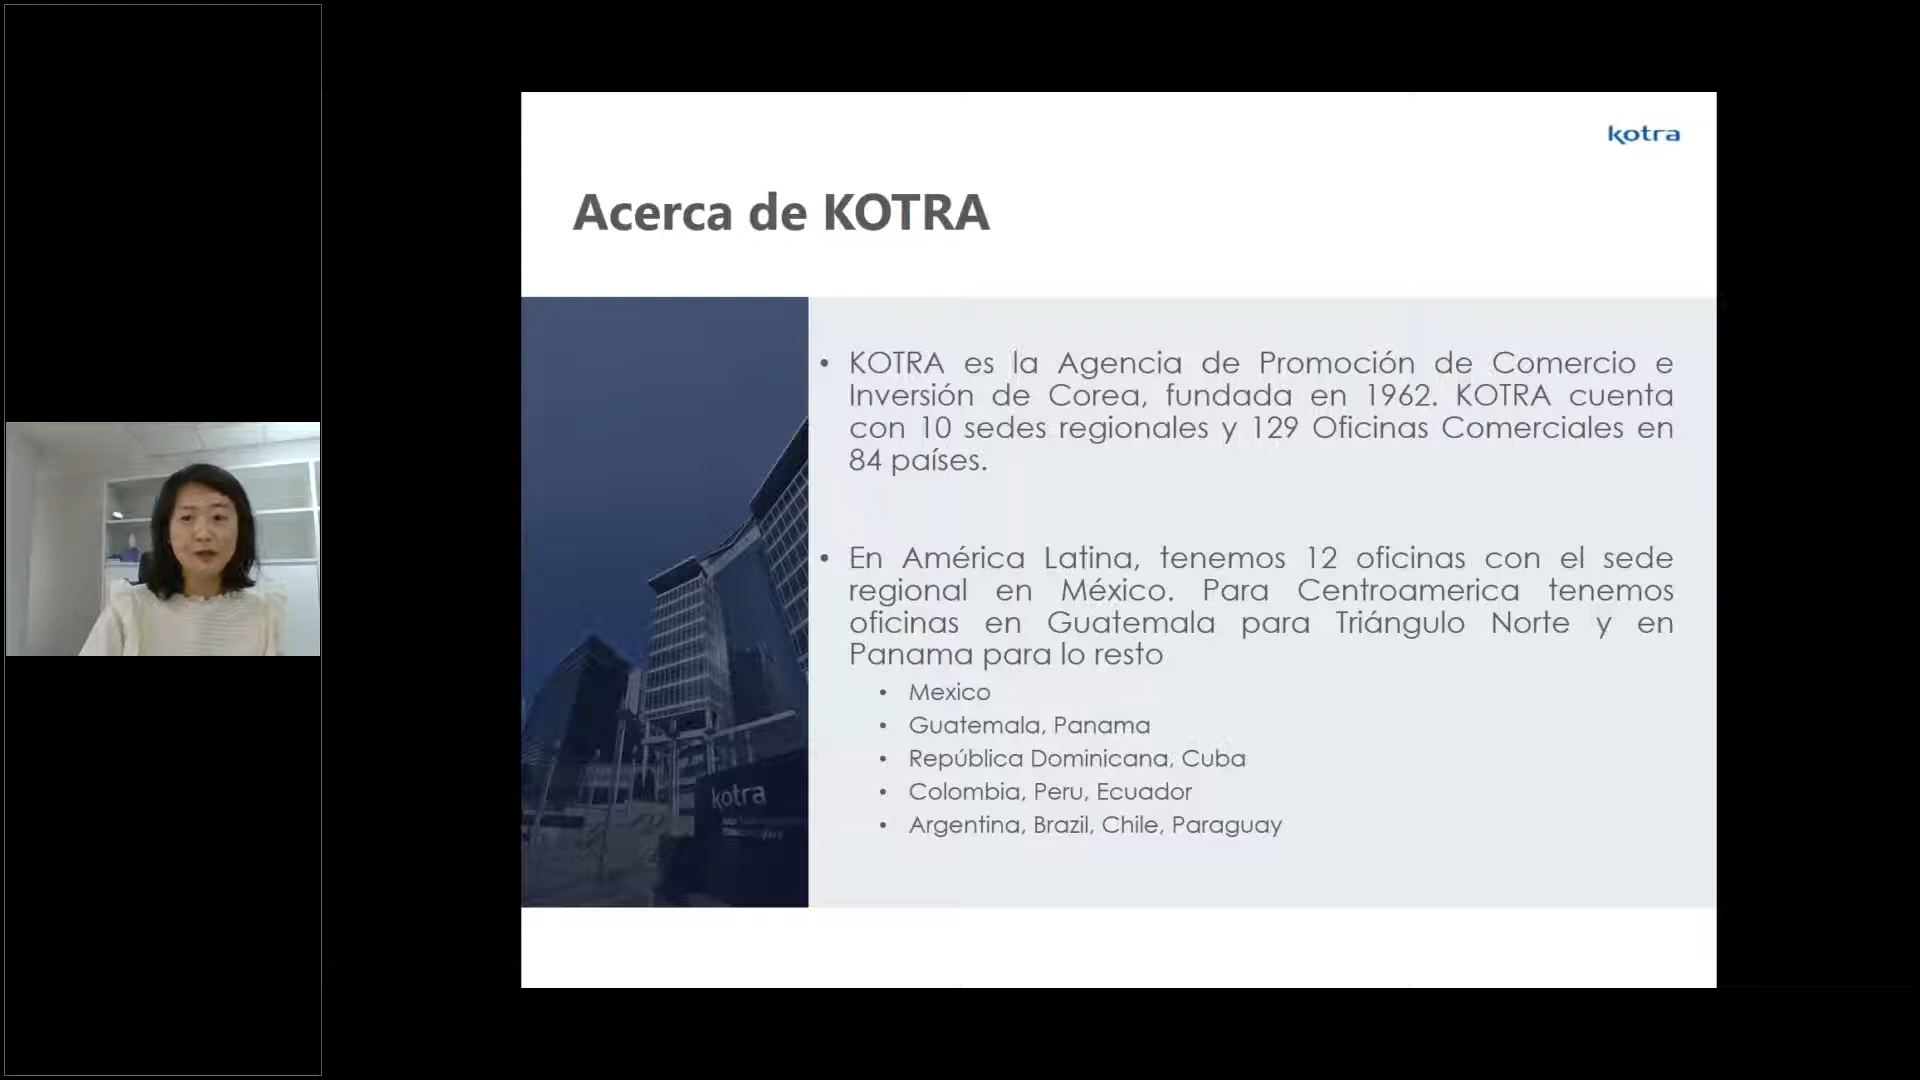 kotra
Acerca de KOTRA
• KOTRA es la Agencia de Promoción de Comercio e
Inversión de Corea, fundada en 1962. KOTRA cuenta
con 10 sedes regionales y 129 Oficinas Comerciales en
84 países.
• En América Latina, tenemos 12 oficinas con el sede
regional en México. Para Centroamerica tenemos
oficinas en Guatemala para Triángulo Norte y en
Panama para lo resto
• Mexico
• Guatemala, Panama
• República Dominicana, Cuba
• Colombia, Peru, Ecuador
• Argentina, Brazil, Chile, Paraguay
kotra